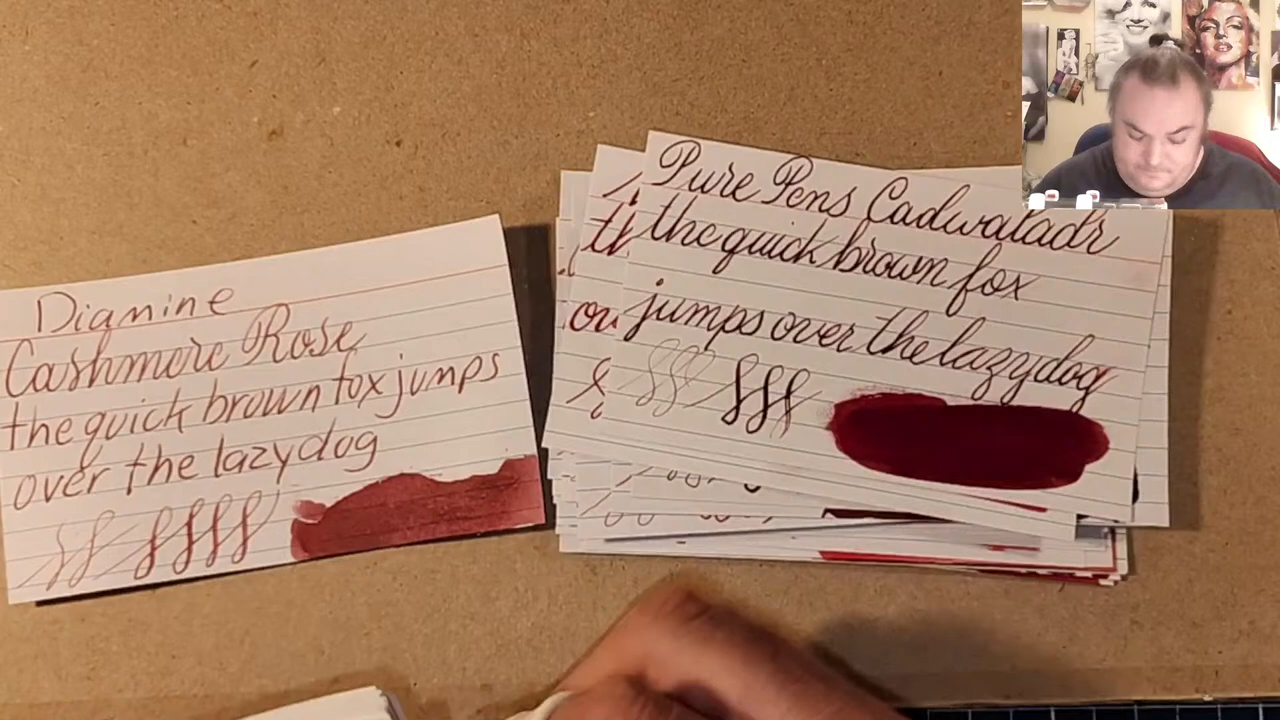 Diamine
Cashmere Rose
the quick brown fox jumps
over the lazy dog
Pure Pens Cadwaladr
the quick brown fox
jumps over the lazy dog